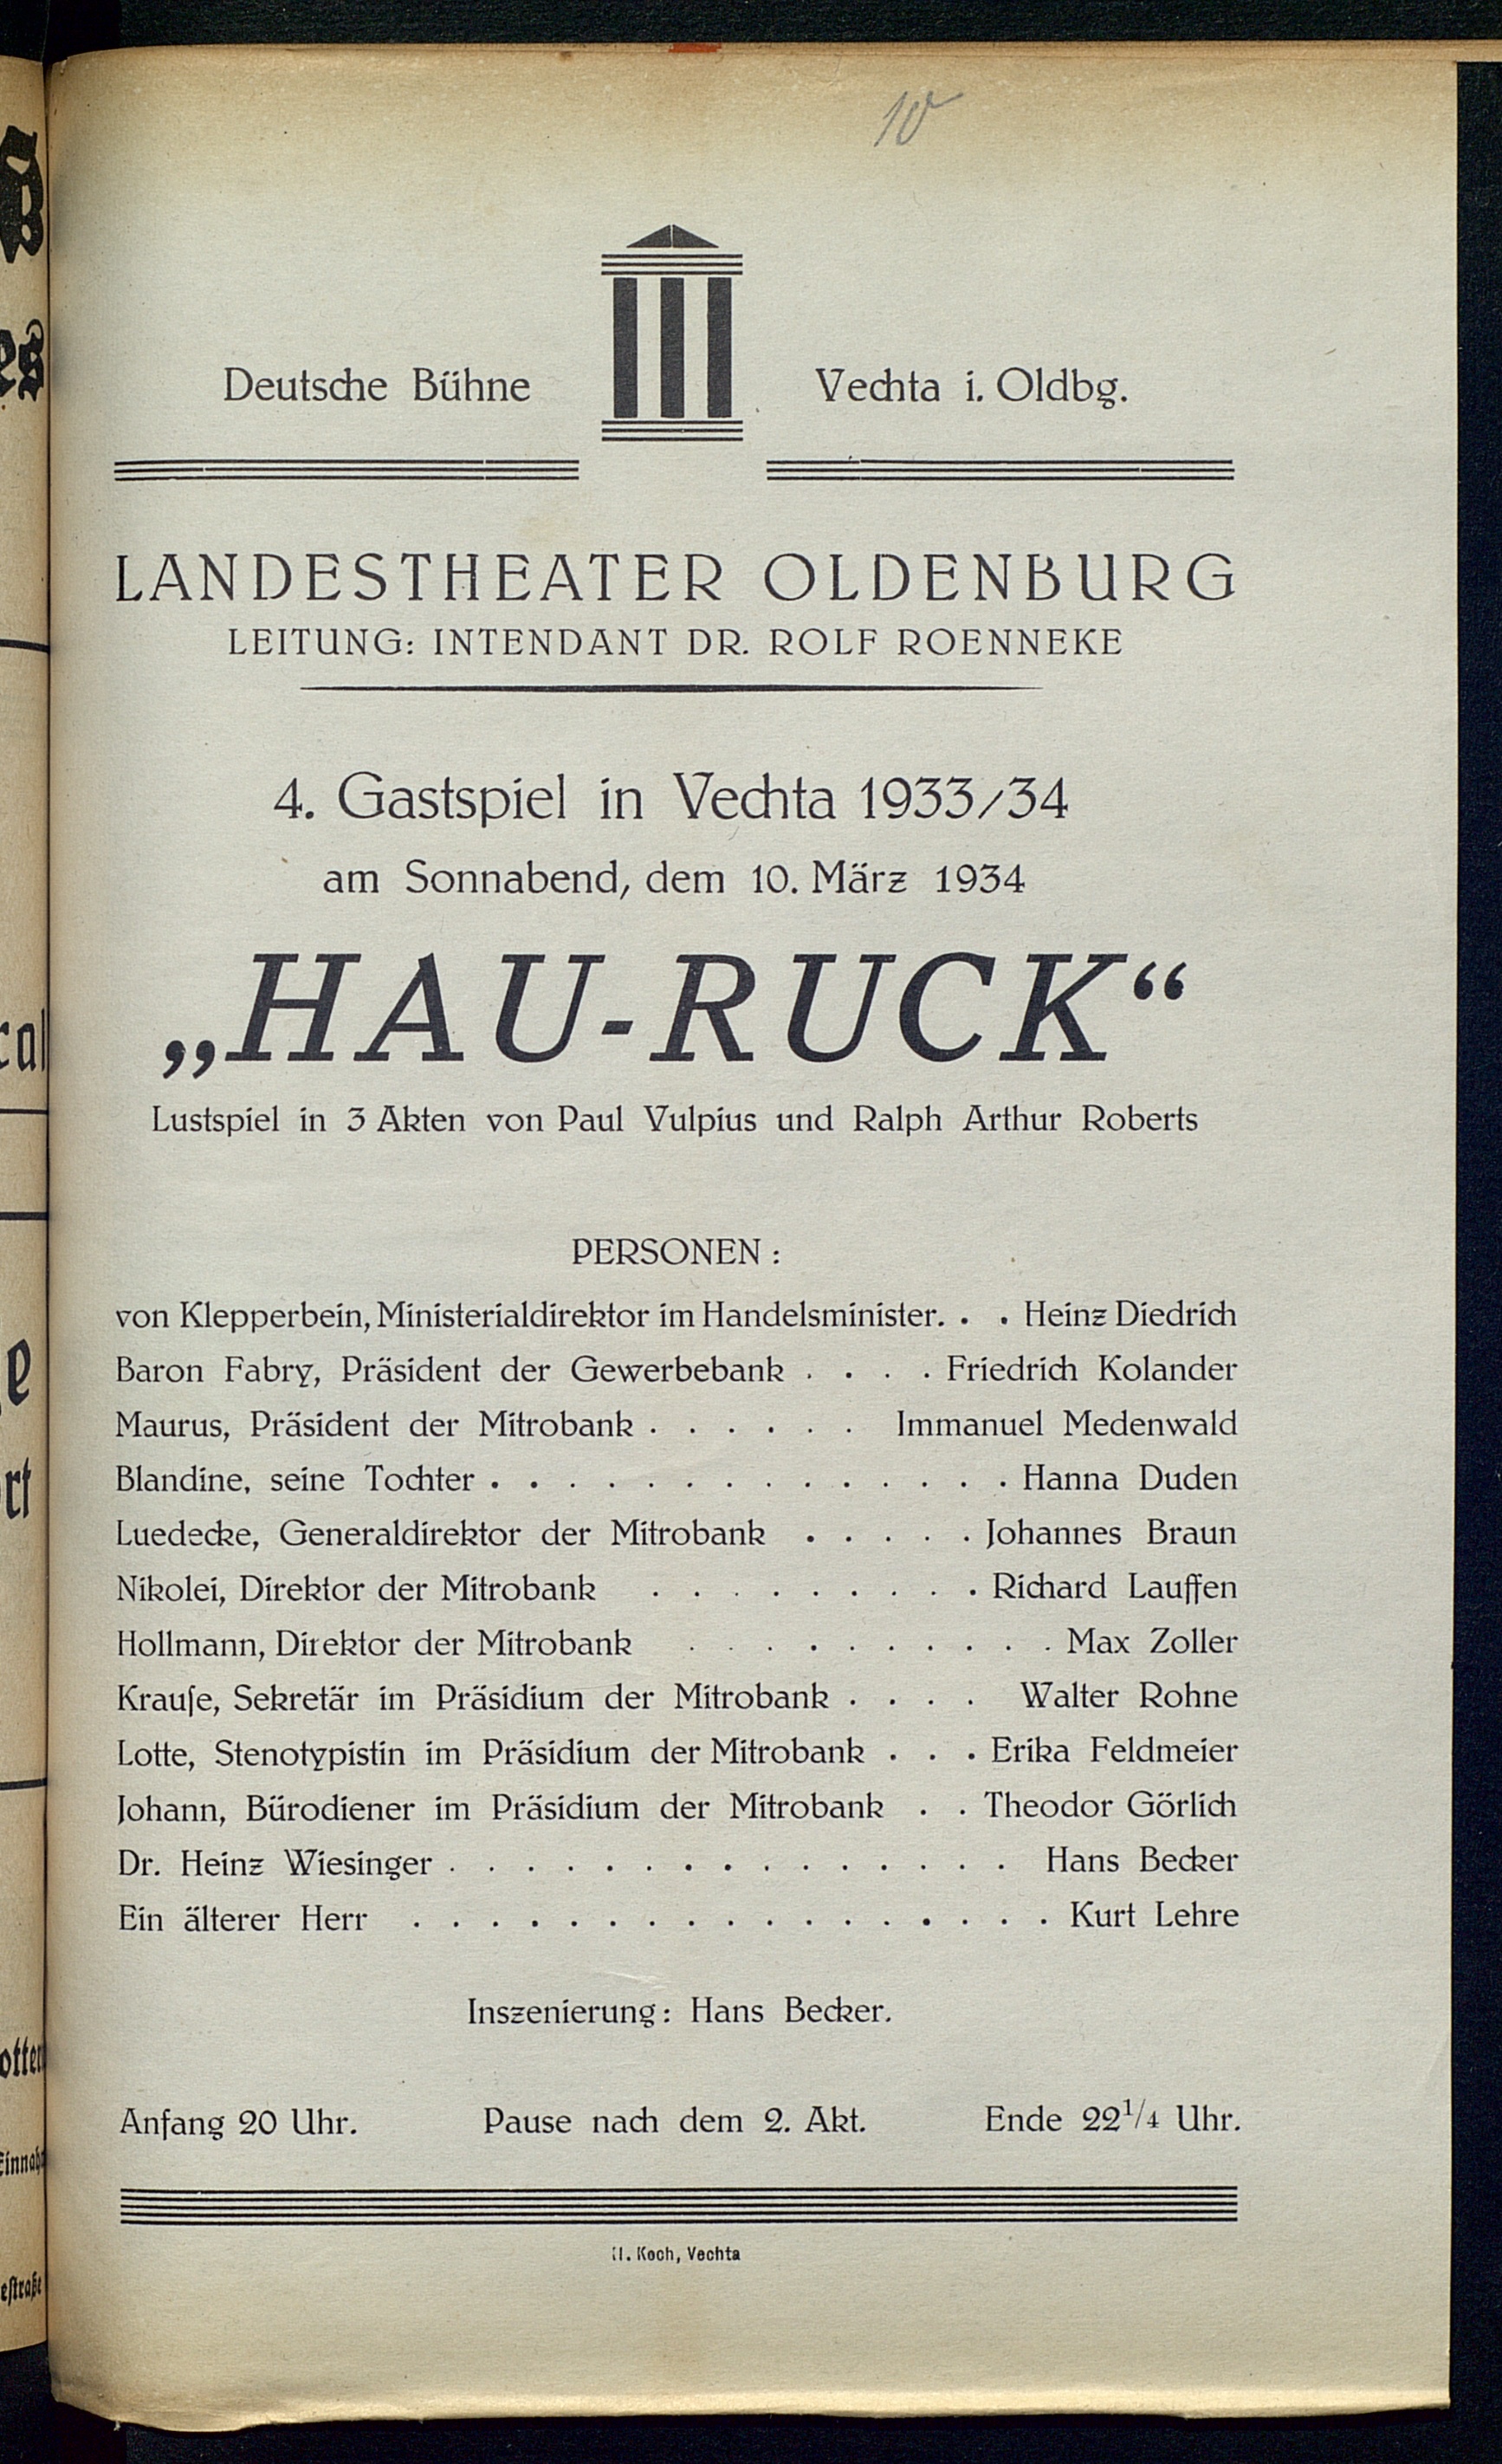 10
Deutsche Bühne
Vechta i. Oldbg.
LANDESTHEATER OLDENBURG
LEITUNG: INTENDANT DR. ROLF ROENNEKE
4. Gastspiel in Vechta 1933/34
am Sonnabend, dem 10. März 1934
„HAU-RUCK“
Lustspiel in 3 Akten von Paul Vulpius und Ralph Arthur Roberts
PERSONEN:
von Klepperbein, Ministerialdirektor im Handelsminister. . . Heinz Diedrich
Baron Fabry, Präsident der Gewerbebank . . . . Friedrich Kolander
Maurus, Präsident der Mitrobank . . . . . . Immanuel Medenwald
Blandine, seine Tochter . . . . . . . . . . . . . . Hanna Duden
Luedecke, Generaldirektor der Mitrobank . . . . . Johannes Braun
Nikolei, Direktor der Mitrobank . . . . . . . . . Richard Lauffen
Hollmann, Direktor der Mitrobank . . . . . . . . . . Max Zoller
Krauſe, Sekretär im Präsidium der Mitrobank . . . . Walter Rohne
Lotte, Stenotypistin im Präsidium der Mitrobank . . . Erika Feldmeier
Johann, Bürodiener im Präsidium der Mitrobank . . Theodor Görlich
Dr. Heinz Wiesinger . . . . . . . . . . . . . . . Hans Becker
Ein älterer Herr . . . . . . . . . . . . . . . . . Kurt Lehre
Inszenierung: Hans Becker.
Anfang 20 Uhr. Pause nach dem 2. Akt. Ende 22¹/₄ Uhr.
Koch, Vechta